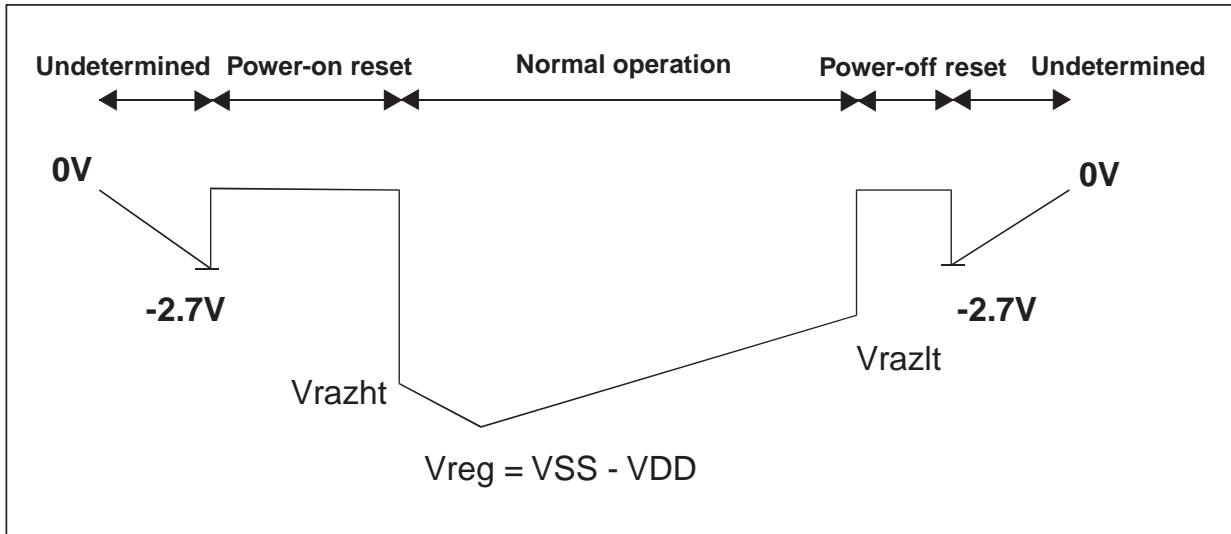 Undetermined Power-on reset Normal operation Power-off reset Undetermined
0V 0V
-2.7V -2.7V
Vrazlt
Vrazht
Vreg = VSS - VDD